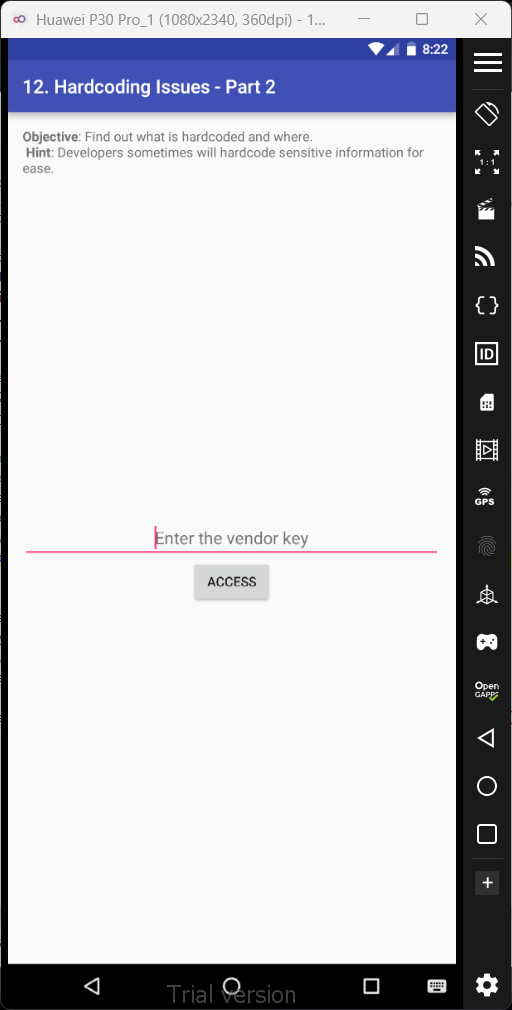 Huawei P30 Pro_1 (1080x2340, 360dpi) - 1...
8:22
12. Hardcoding Issues - Part 2
Objective: Find out what is hardcoded and where.
Hint: Developers sometimes will hardcode sensitive information for
ease.
1:1
ID
GPS
Enter the vendor key
ACCESS
Open
GAPPS
Trial version